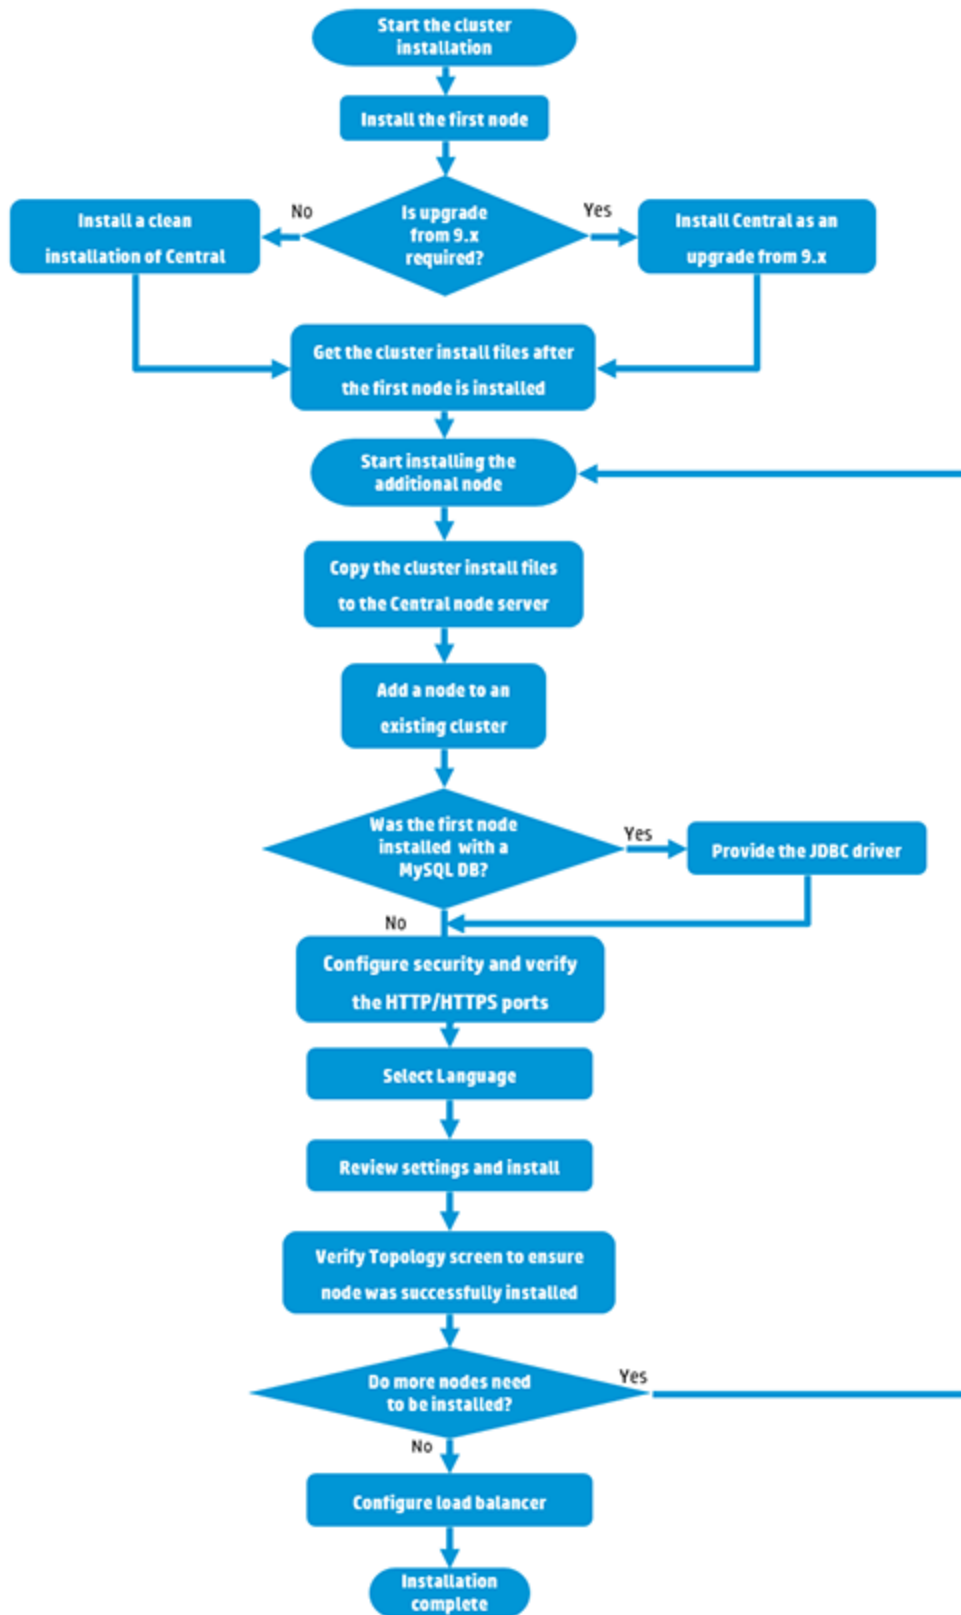 Start the cluster
installation
Install the first node
No
Is upgrade
from 9.x
required?
Yes
Install a clean
installation of Central
Install Central as an
upgrade from 9.x
Get the cluster install files after
the first node is installed
Start installing the
additional node
Copy the cluster install files
to the Central node server
Add a node to an
existing cluster
Was the first node
installed with a
MySQL DB?
Yes
Provide the JDBC driver
No
Configure security and verify
the HTTP/HTTPS ports
Select Language
Review settings and install
Verify Topology screen to ensure
node was successfully installed
Do more nodes need
to be installed?
Yes
No
Configure load balancer
Installation
complete